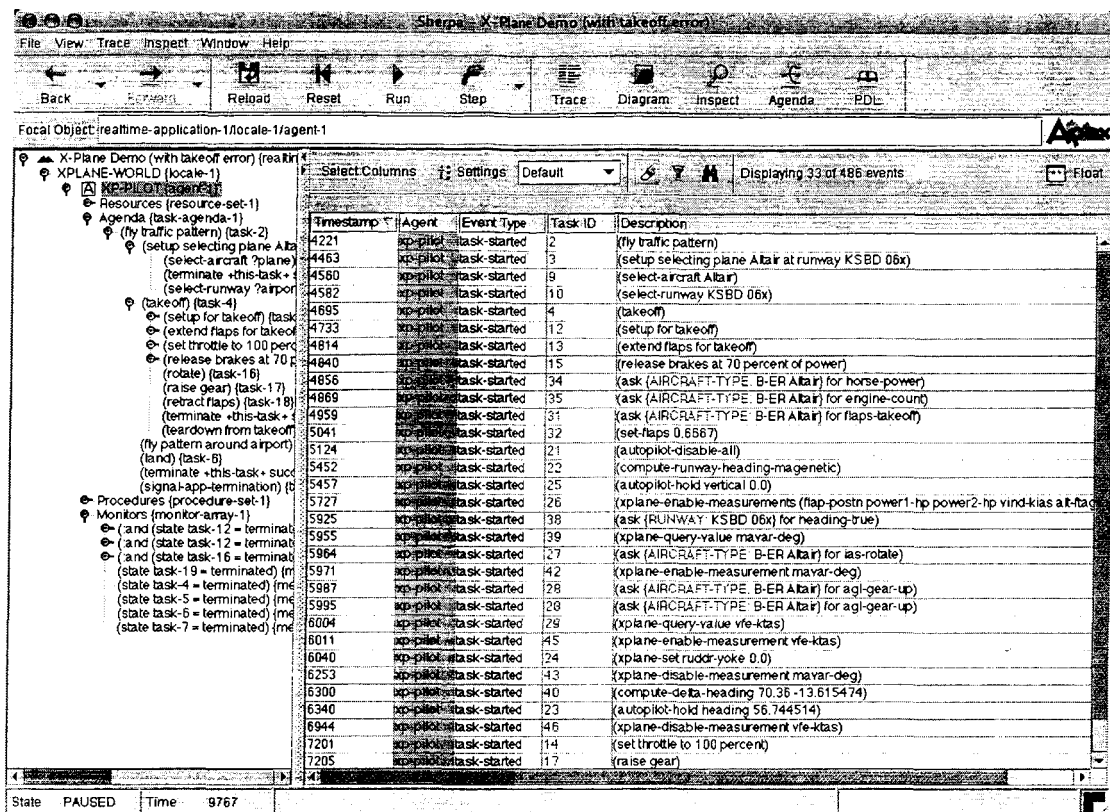 Sherpa - X-Plane Demo (with takeoff error)
File View Trace Inspect Window Help
Back Forward Reload Reset Run Step Trace Diagram Inspect Agenda PDL
Focal Object: realtime-application-1/locale-1/agent-1
X-Plane Demo (with takeoff error) {realtin
XPLANE-WORLD {locale-1}
A XP-PILOT {agent-1}
Resources {resource-set-1}
Agenda {task-agenda-1}
(fly traffic pattern) {task-2}
(setup selecting plane Alta
(select-aircraft ?plane)
(terminate +this-task+ s
(select-runway ?airpor
(takeoff) {task-4}
(setup for takeoff) {task
(extend flaps for takeof
(set throttle to 100 perc
(release brakes at 70 p
(rotate) {task-16}
(raise gear) {task-17}
(retract flaps) {task-18}
(terminate +this-task+ s
(teardown from takeoff
(fly pattern around airport)
(land) {task-6}
(terminate +this-task+ succ
(signal-app-termination) {b
Procedures {procedure-set-1}
Monitors {monitor-array-1}
(:and (state task-12 = terminat
(:and (state task-12 = terminat
(:and (state task-16 = terminat
(state task-19 = terminated) {m
(state task-4 = terminated) {me
(state task-5 = terminated) {me
(state task-6 = terminated) {me
(state task-7 = terminated) {me
Select Columns Settings Default Displaying 33 of 486 events Float
Timestamp Agent Event Type Task-ID Description
4221 xp-pilot task-started 2 (fly traffic pattern)
4463 xp-pilot task-started 3 (setup selecting plane Altair at runway KSBD 06x)
4560 xp-pilot task-started 9 (select-aircraft Altair)
4582 xp-pilot task-started 10 (select-runway KSBD 06x)
4695 xp-pilot task-started 4 (takeoff)
4733 xp-pilot task-started 12 (setup for takeoff)
4814 xp-pilot task-started 13 (extend flaps for takeoff)
4840 xp-pilot task-started 15 (release brakes at 70 percent of power)
4856 xp-pilot task-started 34 (ask {AIRCRAFT-TYPE: B-ER Altair} for horse-power)
4869 xp-pilot task-started 35 (ask {AIRCRAFT-TYPE: B-ER Altair} for engine-count)
4959 xp-pilot task-started 31 (ask {AIRCRAFT-TYPE: B-ER Altair} for flaps-takeoff)
5041 xp-pilot task-started 32 (set-flaps 0.6667)
5124 xp-pilot task-started 21 (autopilot-disable-all)
5452 xp-pilot task-started 22 (compute-runway-heading-magenetic)
5457 xp-pilot task-started 25 (autopilot-hold vertical 0.0)
5727 xp-pilot task-started 26 (xplane-enable-measurements (flap-postn power1-hp power2-hp vind-kias alt-ftag
5925 xp-pilot task-started 38 (ask {RUNWAY: KSBD 06x} for heading-true)
5955 xp-pilot task-started 39 (xplane-query-value mavar-deg)
5964 xp-pilot task-started 27 (ask {AIRCRAFT-TYPE: B-ER Altair} for ias-rotate)
5971 xp-pilot task-started 42 (xplane-enable-measurement mavar-deg)
5987 xp-pilot task-started 28 (ask {AIRCRAFT-TYPE: B-ER Altair} for agl-gear-up)
5995 xp-pilot task-started 28 (ask {AIRCRAFT-TYPE: B-ER Altair} for agl-gear-up)
6004 xp-pilot task-started 29 (xplane-query-value vfe-ktas)
6011 xp-pilot task-started 45 (xplane-enable-measurement vfe-ktas)
6040 xp-pilot task-started 24 (xplane-set ruddr-yoke 0.0)
6253 xp-pilot task-started 43 (xplane-disable-measurement mavar-deg)
6300 xp-pilot task-started 40 (compute-delta-heading 70.36 -13.615474)
6340 xp-pilot task-started 23 (autopilot-hold heading 56.744514)
6944 xp-pilot task-started 46 (xplane-disable-measurement vfe-ktas)
7201 xp-pilot task-started 14 (set throttle to 100 percent)
7205 xp-pilot task-started 17 (raise gear)
State PAUSED Time 9767